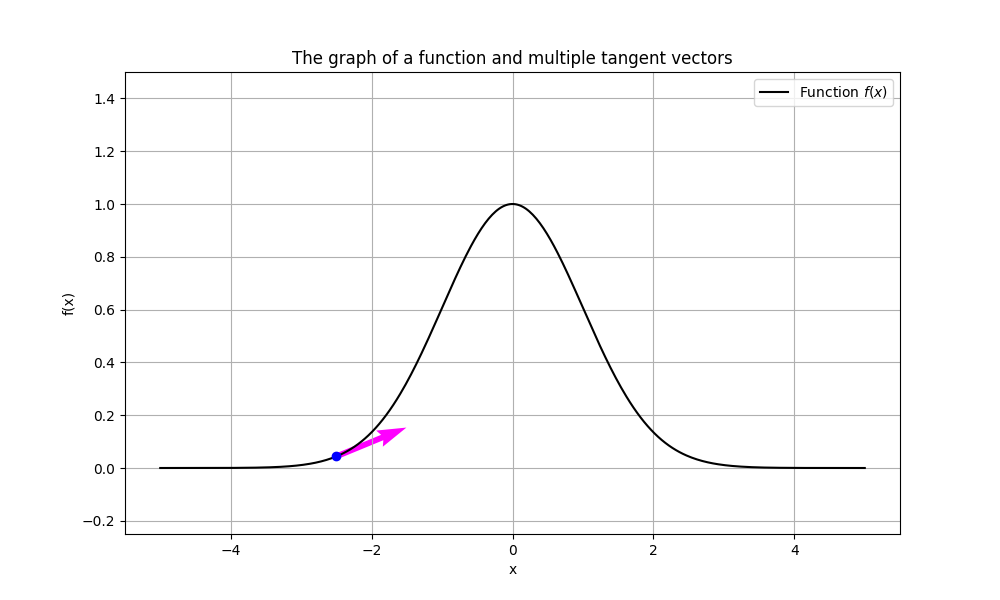 The graph of a function and multiple tangent vectors
Function f(x)
1.4
1.2
1.0
0.8
0.6
0.4
0.2
0.0
−0.2
f(x)
−4 −2 0 2 4
x